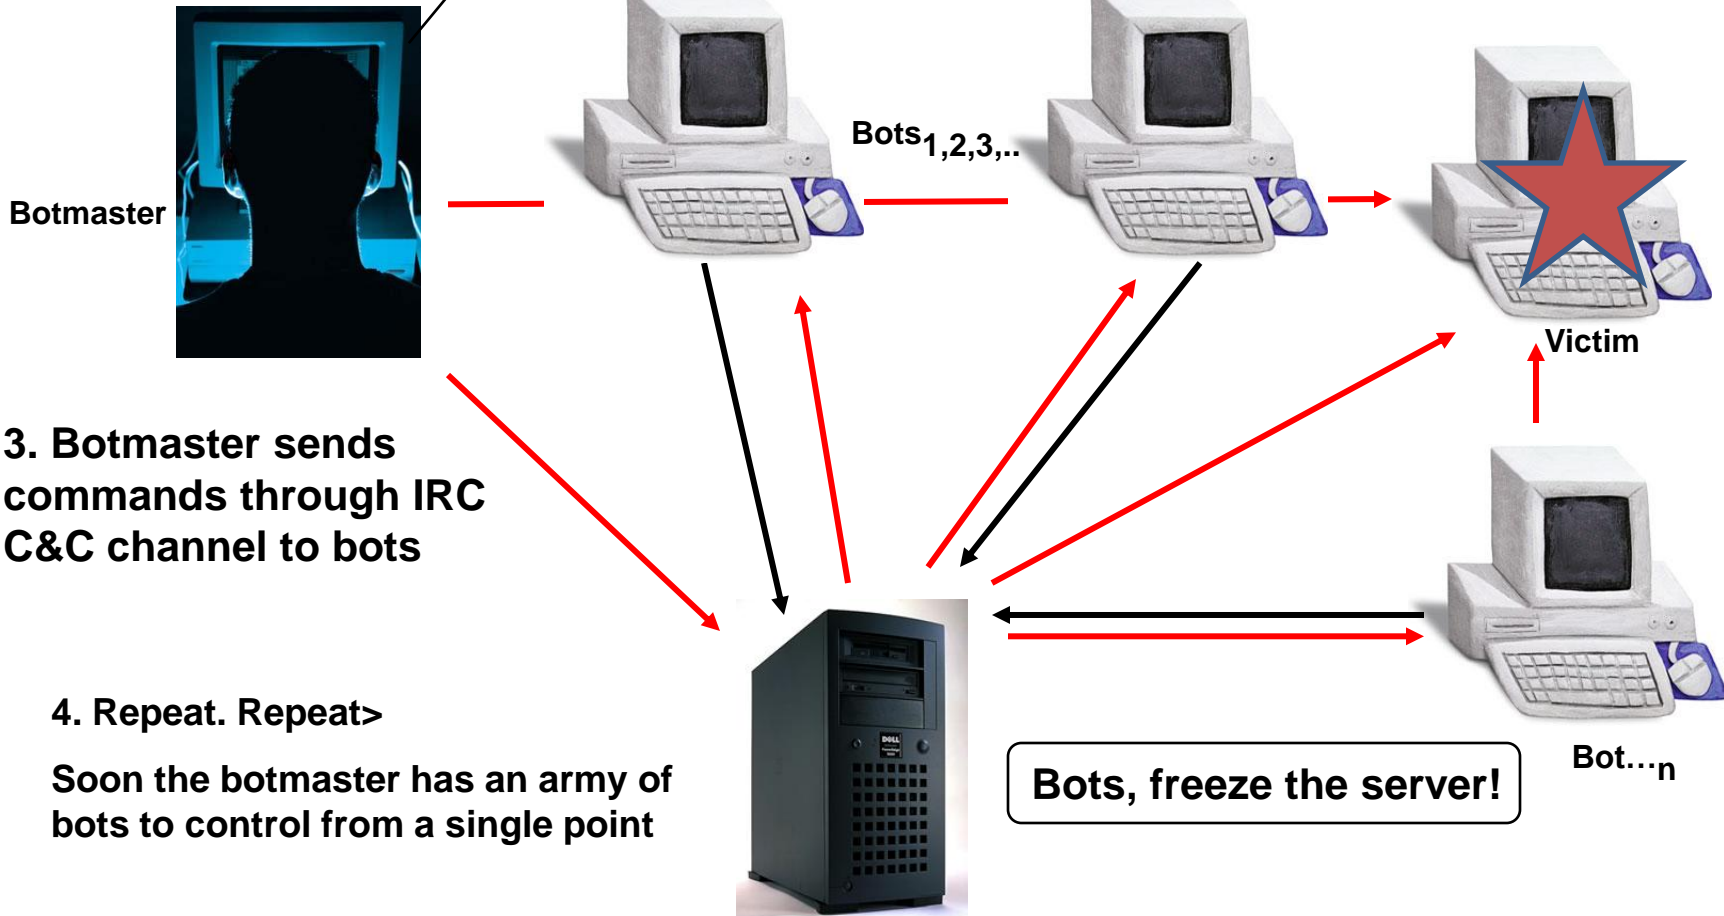 Bots1,2,3,..
Botmaster
Victim
3. Botmaster sends
commands through IRC
C&C channel to bots
4. Repeat. Repeat>
Soon the botmaster has an army of
bots to control from a single point
DELL
Bots, freeze the server!
Bot…n